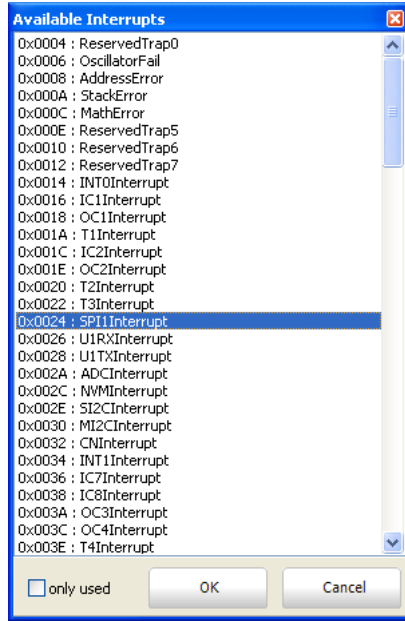 Available Interrupts
0x0004 : ReservedTrap0
0x0006 : OscillatorFail
0x0008 : AddressError
0x000A : StackError
0x000C : MathError
0x000E : ReservedTrap5
0x0010 : ReservedTrap6
0x0012 : ReservedTrap7
0x0014 : INT0Interrupt
0x0016 : IC1Interrupt
0x0018 : OC1Interrupt
0x001A : T1Interrupt
0x001C : IC2Interrupt
0x001E : OC2Interrupt
0x0020 : T2Interrupt
0x0022 : T3Interrupt
0x0024 : SPI1Interrupt
0x0026 : U1RXInterrupt
0x0028 : U1TXInterrupt
0x002A : ADCInterrupt
0x002C : NVMInterrupt
0x002E : SI2CInterrupt
0x0030 : MI2CInterrupt
0x0032 : CNInterrupt
0x0034 : INT1Interrupt
0x0036 : IC7Interrupt
0x0038 : IC8Interrupt
0x003A : OC3Interrupt
0x003C : OC4Interrupt
0x003E : T4Interrupt
only used OK Cancel